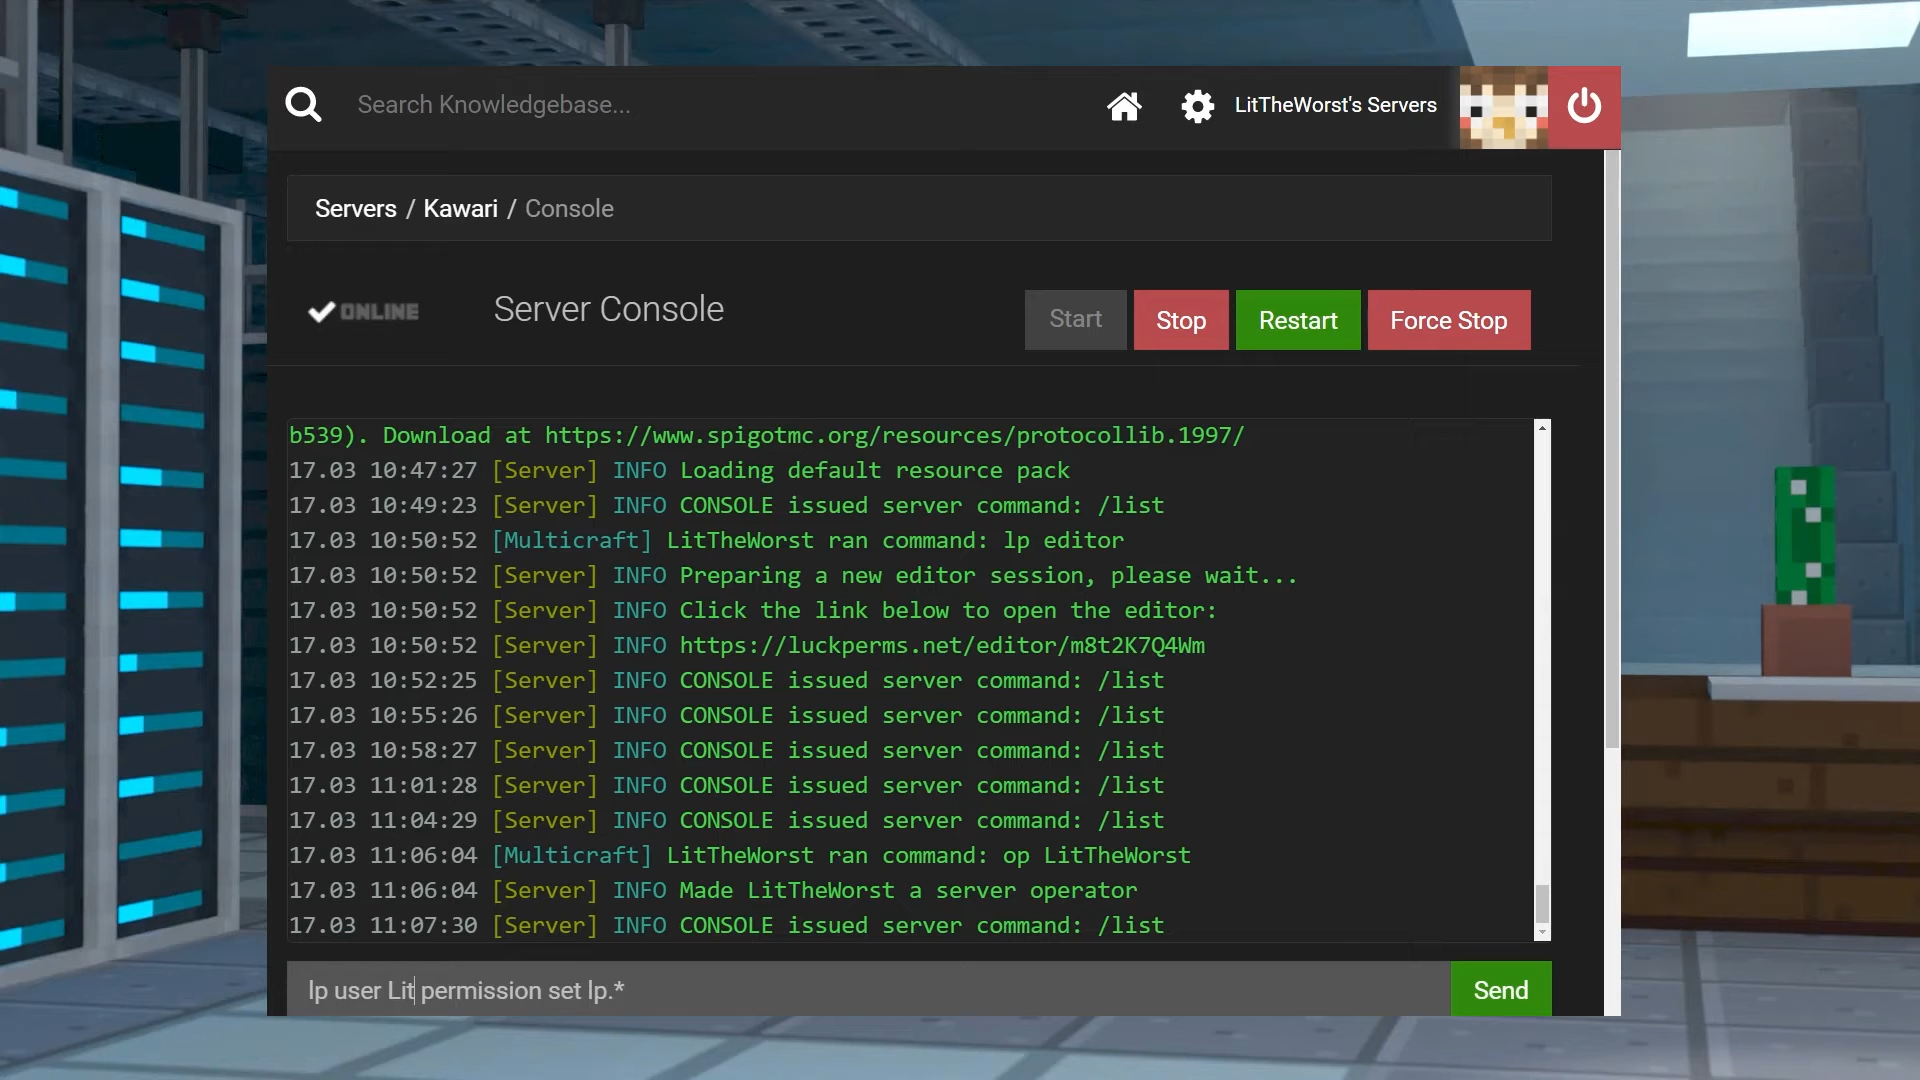 Search Knowledgebase...
LitTheWorst's Servers
Servers / Kawari / Console
ONLINE
Server Console
Start
Stop
Restart
Force Stop
b539). Download at https://www.spigotmc.org/resources/protocollib.1997/
17.03 10:47:27 [Server] INFO Loading default resource pack
17.03 10:49:23 [Server] INFO CONSOLE issued server command: /list
17.03 10:50:52 [Multicraft] LitTheWorst ran command: lp editor
17.03 10:50:52 [Server] INFO Preparing a new editor session, please wait...
17.03 10:50:52 [Server] INFO Click the link below to open the editor:
17.03 10:50:52 [Server] INFO https://luckperms.net/editor/m8t2K7Q4Wm
17.03 10:52:25 [Server] INFO CONSOLE issued server command: /list
17.03 10:55:26 [Server] INFO CONSOLE issued server command: /list
17.03 10:58:27 [Server] INFO CONSOLE issued server command: /list
17.03 11:01:28 [Server] INFO CONSOLE issued server command: /list
17.03 11:04:29 [Server] INFO CONSOLE issued server command: /list
17.03 11:06:04 [Multicraft] LitTheWorst ran command: op LitTheWorst
17.03 11:06:04 [Server] INFO Made LitTheWorst a server operator
17.03 11:07:30 [Server] INFO CONSOLE issued server command: /list
lp user Lit permission set lp.*
Send